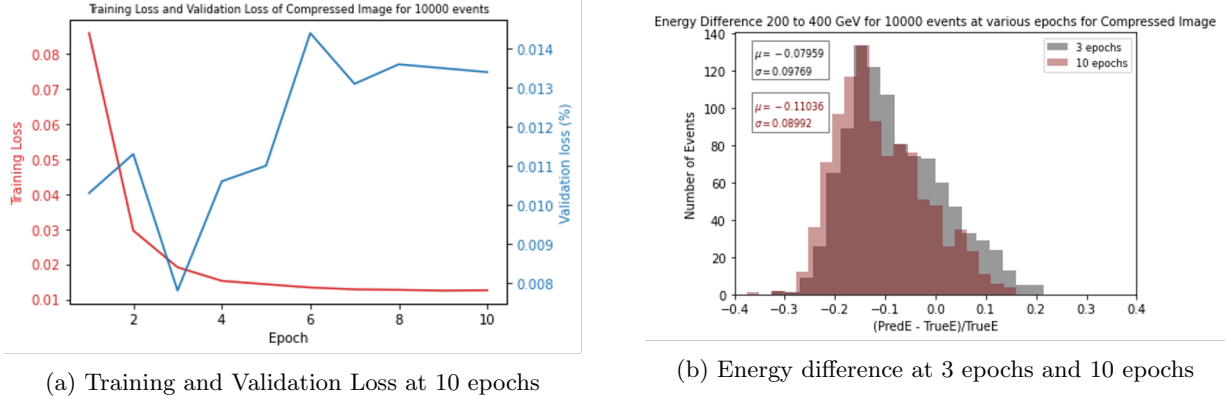 Training Loss and Validation Loss of Compressed Image for 10000 events
Training Loss
0.08
0.07
0.06
0.05
0.04
0.03
0.02
0.01
0.014
0.013
0.012
0.011
0.010
0.009
0.008
Validation loss (%)
2
4
6
8
10
Epoch
(a) Training and Validation Loss at 10 epochs
Energy Difference 200 to 400 GeV for 10000 events at various epochs for Compressed Image
Number of Events
140
120
100
80
60
40
20
0
μ = −0.07959
σ = 0.09769
μ = −0.11036
σ = 0.08992
3 epochs
10 epochs
−0.4
−0.3
−0.2
−0.1
0.0
0.1
0.2
0.3
0.4
(PredE - TrueE)/TrueE
(b) Energy difference at 3 epochs and 10 epochs